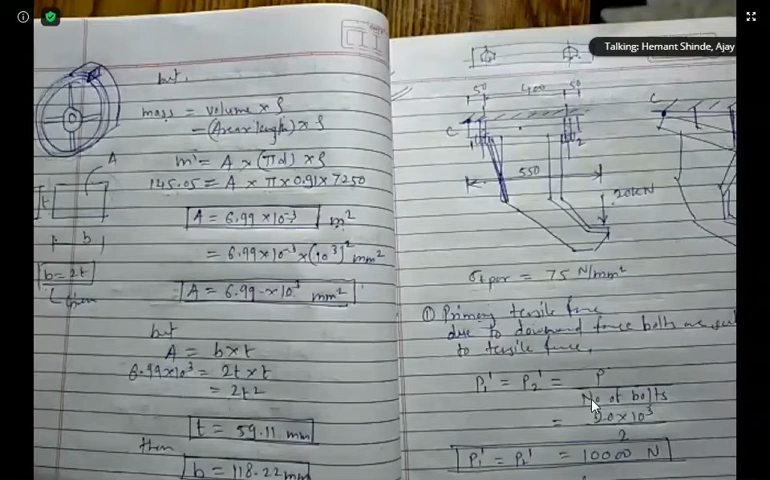 Talking: Hemant Shinde, Ajay
but,
mass = volume × ρ
= (Area × length) × ρ
m = A × (πd) × ρ
145.05 = A × π × 0.91 × 7250
A = 6.99 × 10⁻³ m²
= 6.99 × 10⁻³ × (10³)² mm²
A = 6.99 × 10³ mm²
but
A = b × t
6.99 × 10³ = 2t × t
= 2t²
t = 59.11 mm
then
b = 118.22 mm
A
t
b
b = 2t
Given
50
400
50
C
2
550
20 KN
C
σt per = 75 N/mm²
① Primary tensile force
due to downward force bolts are
to tensile force,
P₁' = P₂' = P
No of bolts
= 20 × 10³
2
P₁' = P₂' = 10000 N